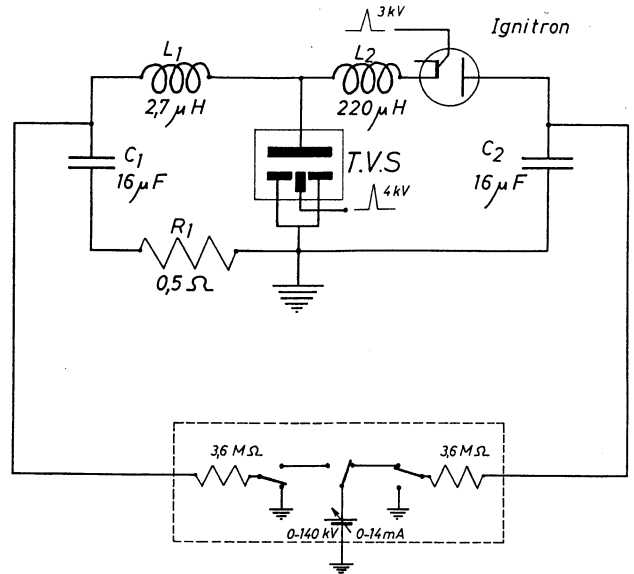 3kV
Ignitron
L1
L2
2,7 µH
220 µH
C1
16 µF
T.V.S
C2
16 µF
4kV
R1
0,5 Ω
3,6 MΩ
3,6 MΩ
0-140 kV
0-14mA